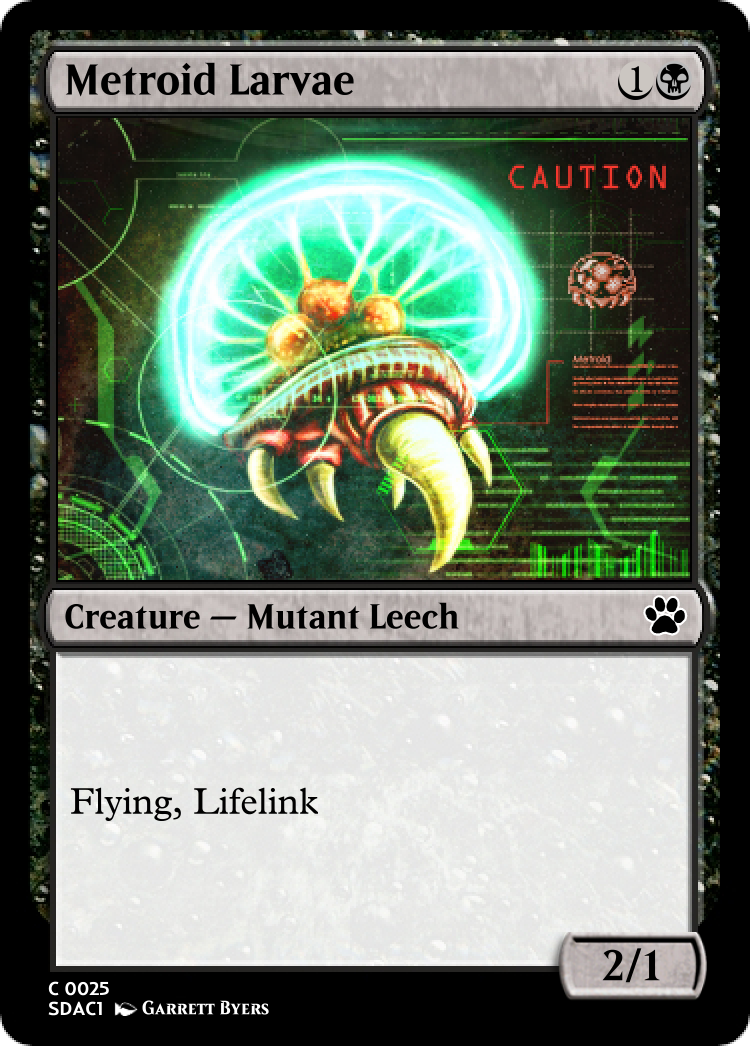 Metroid Larvae 1
CAUTION
Metroid
Creature — Mutant Leech
Flying, Lifelink
2/1
C 0025
SDAC1 Garrett Byers